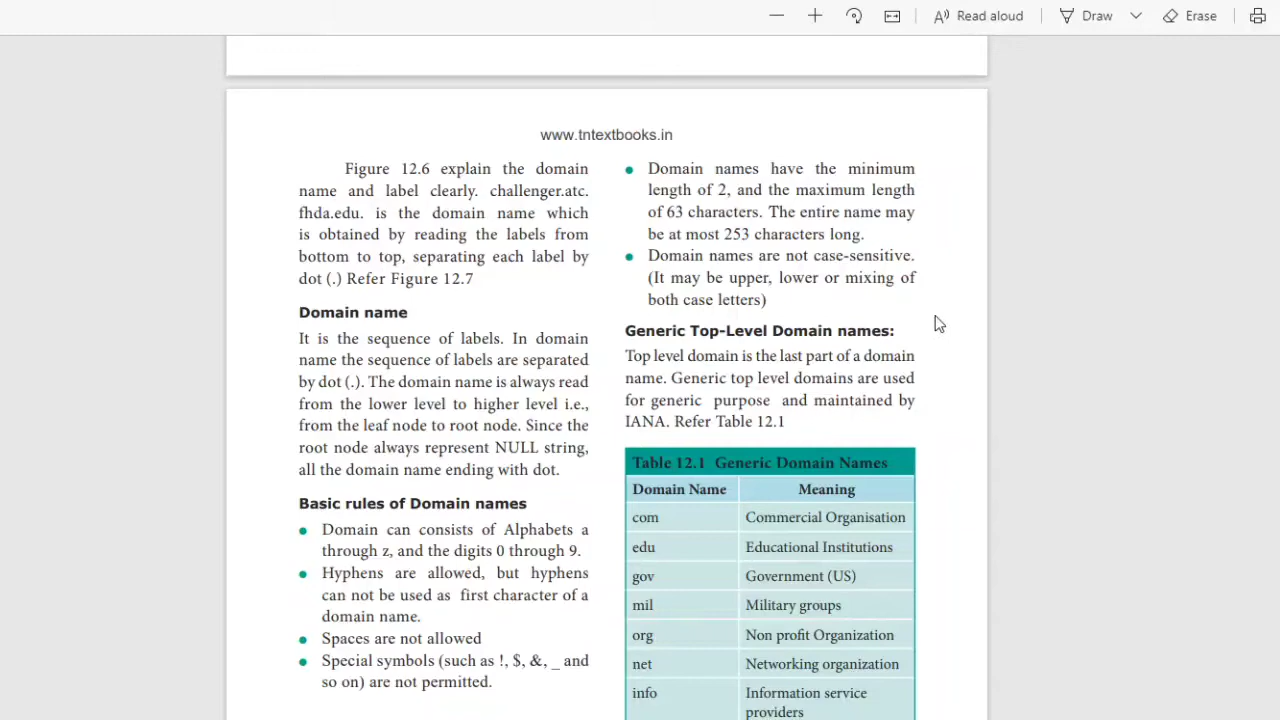 Read aloud
Draw
Erase
www.tntextbooks.in
Figure 12.6 explain the domain
name and label clearly. challenger.atc.
fhda.edu. is the domain name which
is obtained by reading the labels from
bottom to top, separating each label by
dot (.) Refer Figure 12.7
Domain name
It is the sequence of labels. In domain
name the sequence of labels are separated
by dot (.). The domain name is always read
from the lower level to higher level i.e.,
from the leaf node to root node. Since the
root node always represent NULL string,
all the domain name ending with dot.
Basic rules of Domain names
● Domain can consists of Alphabets a
through z, and the digits 0 through 9.
● Hyphens are allowed, but hyphens
can not be used as first character of a
domain name.
● Spaces are not allowed
● Special symbols (such as !, $, &, _ and
so on) are not permitted.
● Domain names have the minimum
length of 2, and the maximum length
of 63 characters. The entire name may
be at most 253 characters long.
● Domain names are not case-sensitive.
(It may be upper, lower or mixing of
both case letters)
Generic Top-Level Domain names:
Top level domain is the last part of a domain
name. Generic top level domains are used
for generic purpose and maintained by
IANA. Refer Table 12.1
Table 12.1 Generic Domain Names
Domain Name Meaning
com Commercial Organisation
edu Educational Institutions
gov Government (US)
mil Military groups
org Non profit Organization
net Networking organization
info Information service
providers